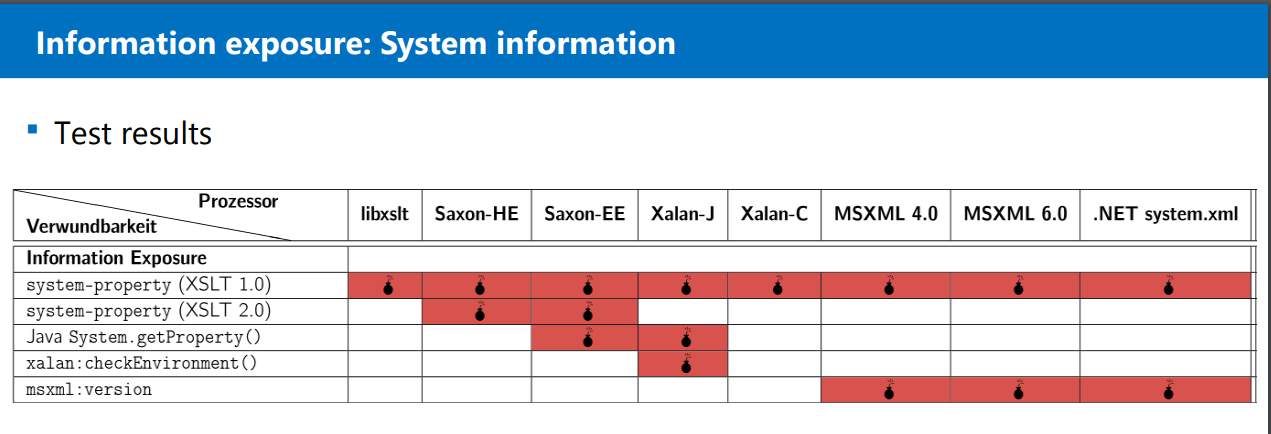 Information exposure: System information
▪ Test results
Prozessor
Verwundbarkeit
libxslt Saxon-HE Saxon-EE Xalan-J Xalan-C MSXML 4.0 MSXML 6.0 .NET system.xml
Information Exposure
system-property (XSLT 1.0)
system-property (XSLT 2.0)
Java System.getProperty()
xalan:checkEnvironment()
msxml:version